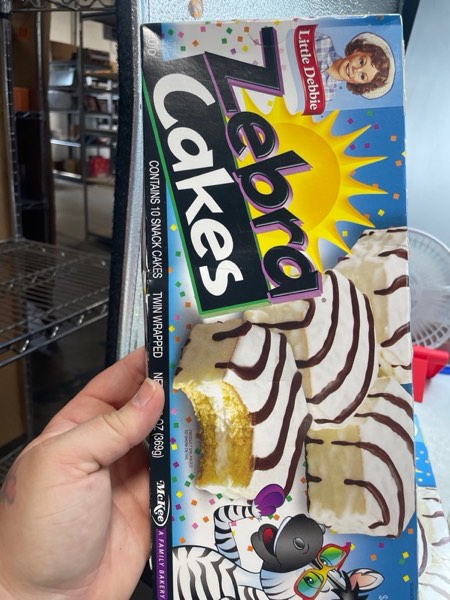 Little Debbie
Zebra
Cakes
CONTAINS 10 SNACK CAKES TWIN WRAPPED
OZ (369g)
McKee A FAMILY BAKERY